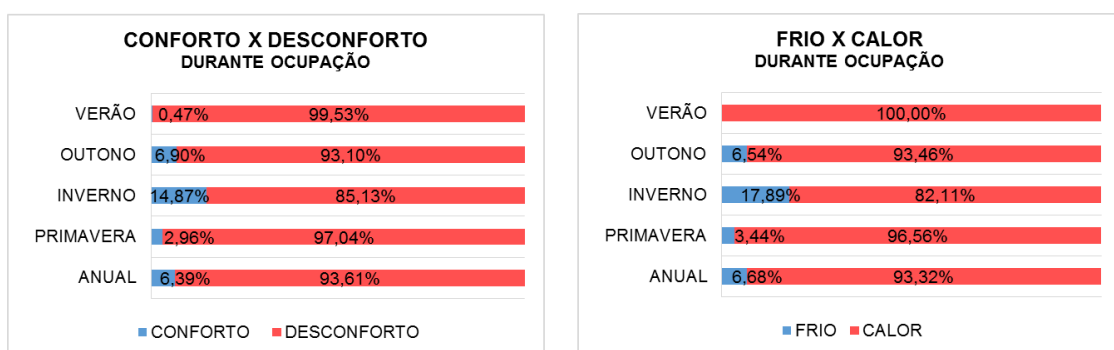 CONFORTO X DESCONFORTO
DURANTE OCUPAÇÃO
VERÃO 0,47% 99,53%
OUTONO 6,90% 93,10%
INVERNO 14,87% 85,13%
PRIMAVERA 2,96% 97,04%
ANUAL 6,39% 93,61%
CONFORTO DESCONFORTO
FRIO X CALOR
DURANTE OCUPAÇÃO
VERÃO 100,00%
OUTONO 6,54% 93,46%
INVERNO 17,89% 82,11%
PRIMAVERA 3,44% 96,56%
ANUAL 6,68% 93,32%
FRIO CALOR